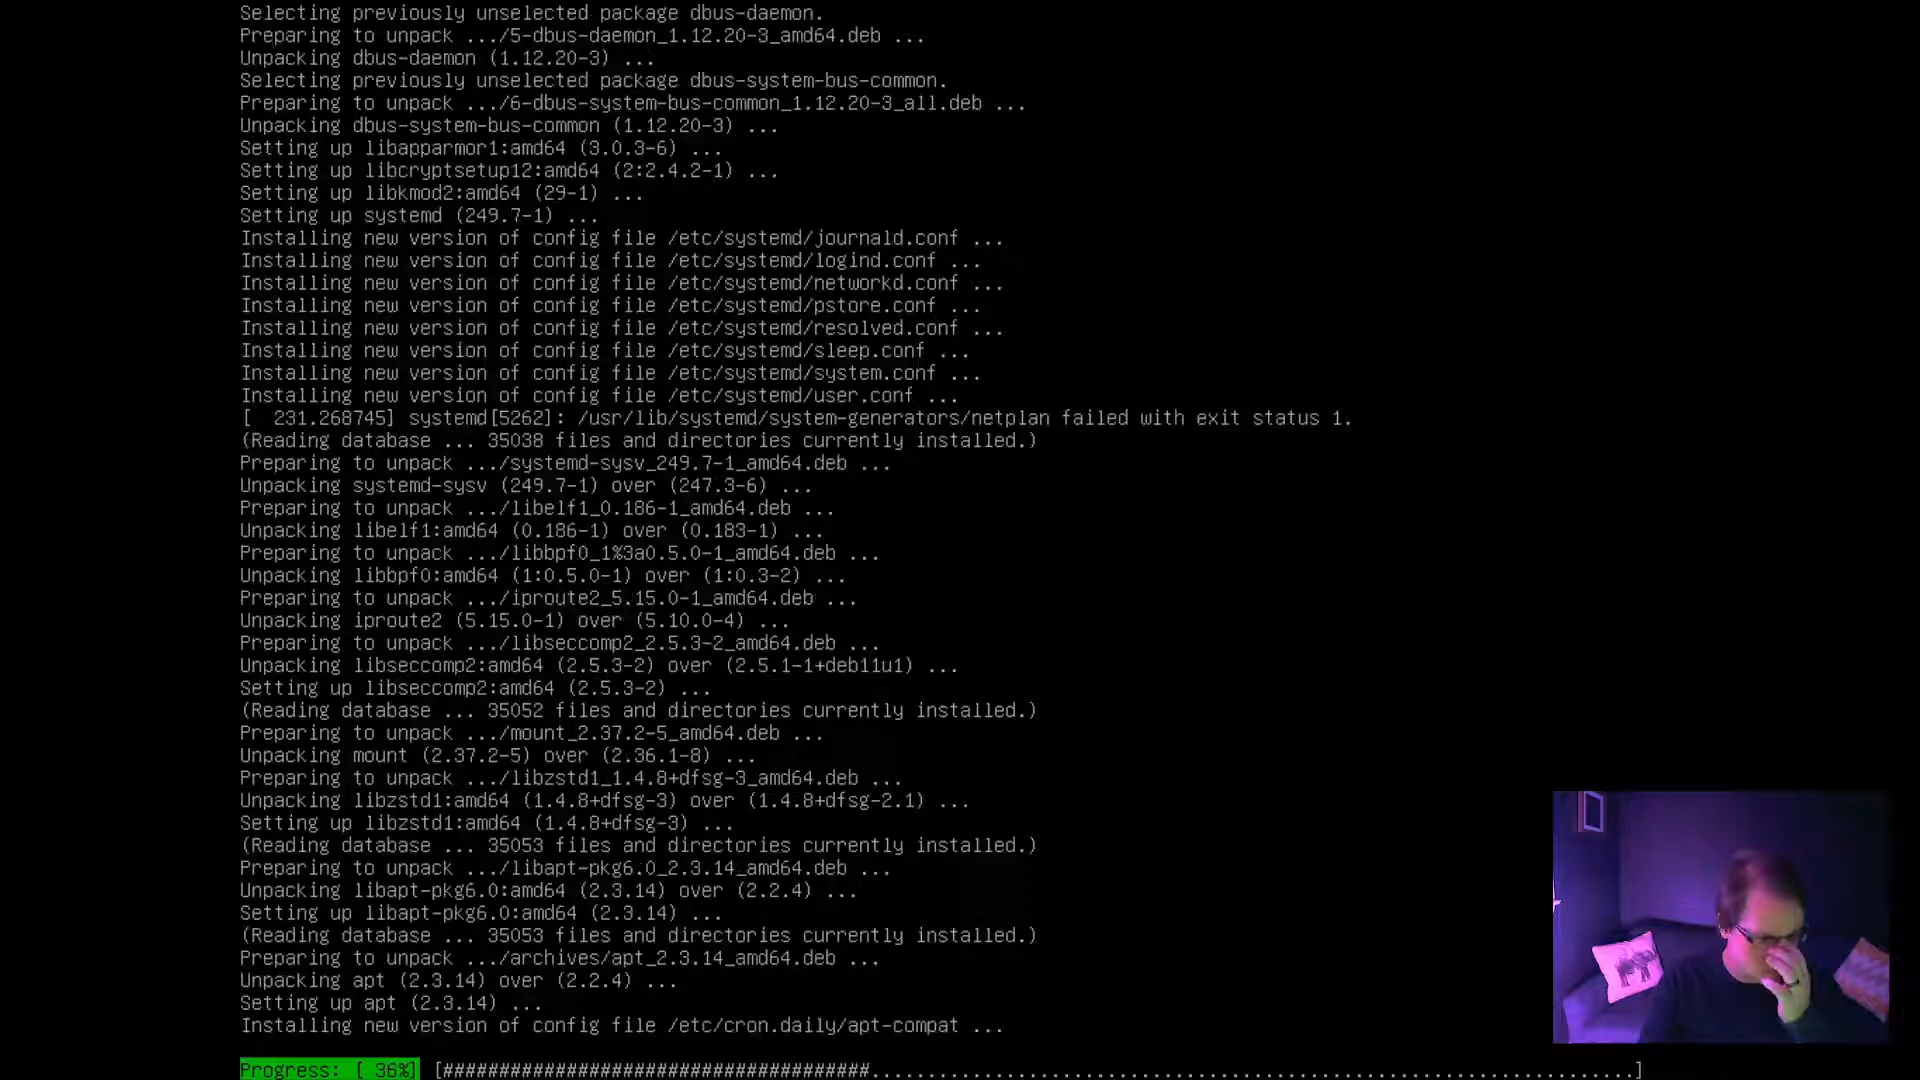 Selecting previously unselected package dbus-daemon.
Preparing to unpack .../5-dbus-daemon_1.12.20-3_amd64.deb ...
Unpacking dbus-daemon (1.12.20-3) ...
Selecting previously unselected package dbus-system-bus-common.
Preparing to unpack .../6-dbus-system-bus-common_1.12.20-3_all.deb ...
Unpacking dbus-system-bus-common (1.12.20-3) ...
Setting up libapparmor1:amd64 (3.0.3-6) ...
Setting up libcryptsetup12:amd64 (2:2.4.2-1) ...
Setting up libkmod2:amd64 (29-1) ...
Setting up systemd (249.7-1) ...
Installing new version of config file /etc/systemd/journald.conf ...
Installing new version of config file /etc/systemd/logind.conf ...
Installing new version of config file /etc/systemd/networkd.conf ...
Installing new version of config file /etc/systemd/pstore.conf ...
Installing new version of config file /etc/systemd/resolved.conf ...
Installing new version of config file /etc/systemd/sleep.conf ...
Installing new version of config file /etc/systemd/system.conf ...
Installing new version of config file /etc/systemd/user.conf ...
[  231.268745] systemd[5262]: /usr/lib/systemd/system-generators/netplan failed with exit status 1.
(Reading database ... 35038 files and directories currently installed.)
Preparing to unpack .../systemd-sysv_249.7-1_amd64.deb ...
Unpacking systemd-sysv (249.7-1) over (247.3-6) ...
Preparing to unpack .../libelf1_0.186-1_amd64.deb ...
Unpacking libelf1:amd64 (0.186-1) over (0.183-1) ...
Preparing to unpack .../libbpf0_1%3a0.5.0-1_amd64.deb ...
Unpacking libbpf0:amd64 (1:0.5.0-1) over (1:0.3-2) ...
Preparing to unpack .../iproute2_5.15.0-1_amd64.deb ...
Unpacking iproute2 (5.15.0-1) over (5.10.0-4) ...
Preparing to unpack .../libseccomp2_2.5.3-2_amd64.deb ...
Unpacking libseccomp2:amd64 (2.5.3-2) over (2.5.1-1+deb11u1) ...
Setting up libseccomp2:amd64 (2.5.3-2) ...
(Reading database ... 35052 files and directories currently installed.)
Preparing to unpack .../mount_2.37.2-5_amd64.deb ...
Unpacking mount (2.37.2-5) over (2.36.1-8) ...
Preparing to unpack .../libzstd1_1.4.8+dfsg-3_amd64.deb ...
Unpacking libzstd1:amd64 (1.4.8+dfsg-3) over (1.4.8+dfsg-2.1) ...
Setting up libzstd1:amd64 (1.4.8+dfsg-3) ...
(Reading database ... 35053 files and directories currently installed.)
Preparing to unpack .../libapt-pkg6.0_2.3.14_amd64.deb ...
Unpacking libapt-pkg6.0:amd64 (2.3.14) over (2.2.4) ...
Setting up libapt-pkg6.0:amd64 (2.3.14) ...
(Reading database ... 35053 files and directories currently installed.)
Preparing to unpack .../archives/apt_2.3.14_amd64.deb ...
Unpacking apt (2.3.14) over (2.2.4) ...
Setting up apt (2.3.14) ...
Installing new version of config file /etc/cron.daily/apt-compat ...
Progress: [ 36%] [######################################....................................................................]